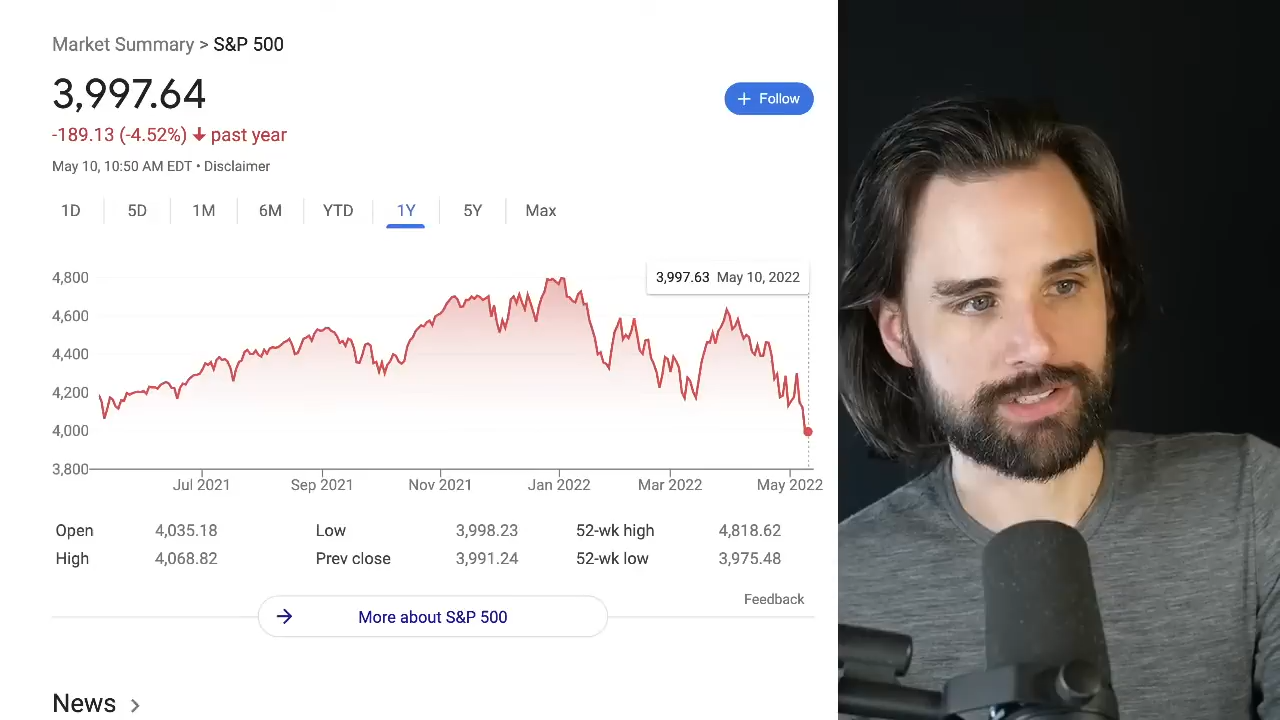 Market Summary > S&P 500
3,997.64
+ Follow
-189.13 (-4.52%) ↓ past year
May 10, 10:50 AM EDT • Disclaimer
1D 5D 1M 6M YTD 1Y 5Y Max
3,997.63 May 10, 2022
4,800
4,600
4,400
4,200
4,000
3,800
Jul 2021 Sep 2021 Nov 2021 Jan 2022 Mar 2022 May 2022
Open 4,035.18 Low 3,998.23 52-wk high 4,818.62
High 4,068.82 Prev close 3,991.24 52-wk low 3,975.48
Feedback
→ More about S&P 500
News >